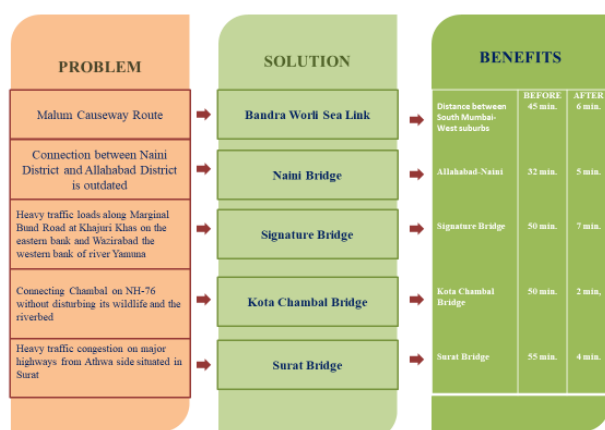 PROBLEM
Malum Causeway Route
Connection between Naini
District and Allahabad District
is outdated
Heavy traffic loads along Marginal
Bund Road at Khajuri Khas on the
eastern bank and Wazirabad the
western bank of river Yamuna
Connecting Chambal on NH-76
without disturbing its wildlife and the
riverbed
Heavy traffic congestion on major
highways from Athwa side situated in
Surat
SOLUTION
Bandra Worli Sea Link
Naini Bridge
Signature Bridge
Kota Chambal Bridge
Surat Bridge
BENEFITS
BEFORE AFTER
Distance between 45 min. 6 min.
South Mumbai-
West suburbs
Allahabad-Naini 32 min. 5 min.
Signature Bridge 50 min. 7 min.
Kota Chambal 50 min. 2 min,
Bridge
Surat Bridge 55 min. 4 min.